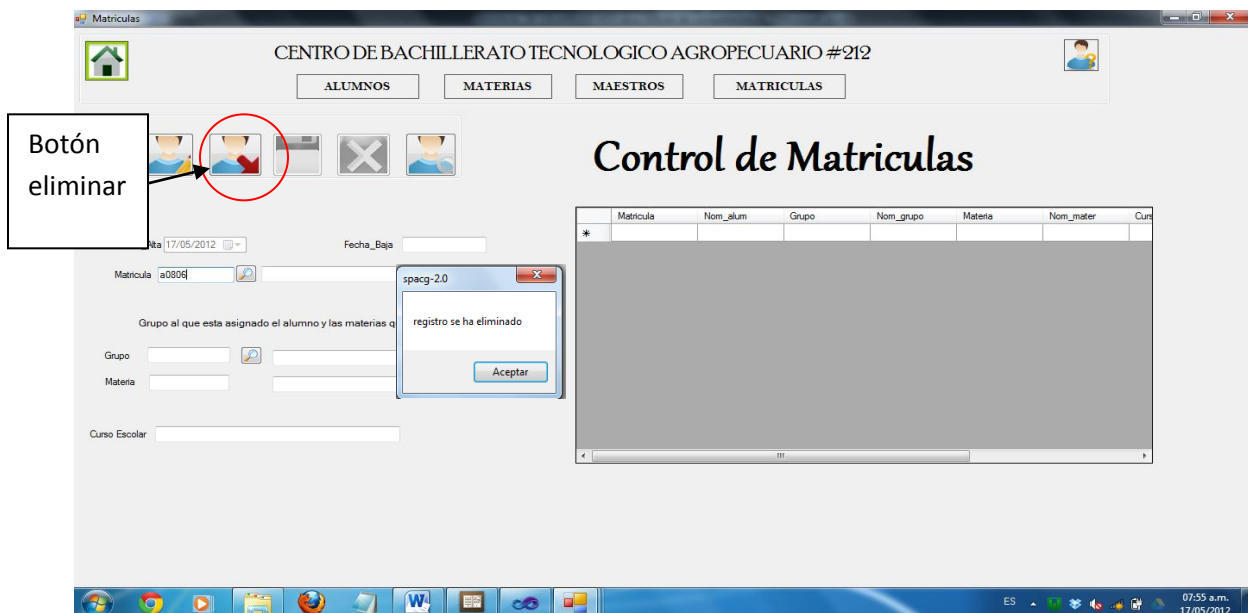 Matriculas
CENTRO DE BACHILLERATO TECNOLOGICO AGROPECUARIO #212
ALUMNOS MATERIAS MAESTROS MATRICULAS
Botón
eliminar
Control de Matriculas
Matricula Nom_alum Grupo Nom_grupo Materia Nom_mater Curs
*
Alta 17/05/2012 Fecha_Baja
Matricula a0806
spacg-2.0
registro se ha eliminado
Aceptar
Grupo al que esta asignado el alumno y las materias q
Grupo
Materia
Curso Escolar
ES 07:55 a.m.
17/05/2012